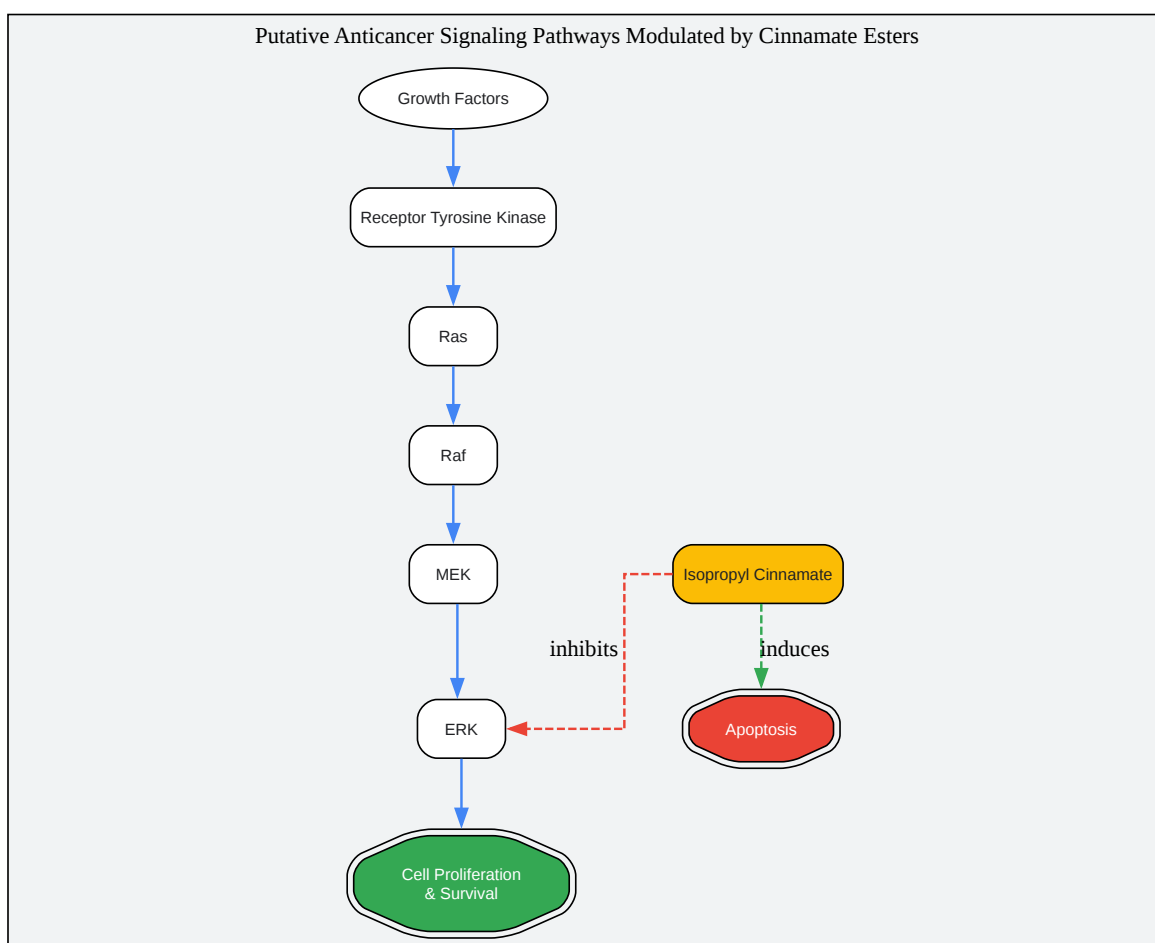 Putative Anticancer Signaling Pathways Modulated by Cinnamate Esters
Growth Factors
Receptor Tyrosine Kinase
Ras
Raf
MEK
Isopropyl Cinnamate
inhibits
induces
ERK
Apoptosis
Cell Proliferation
& Survival